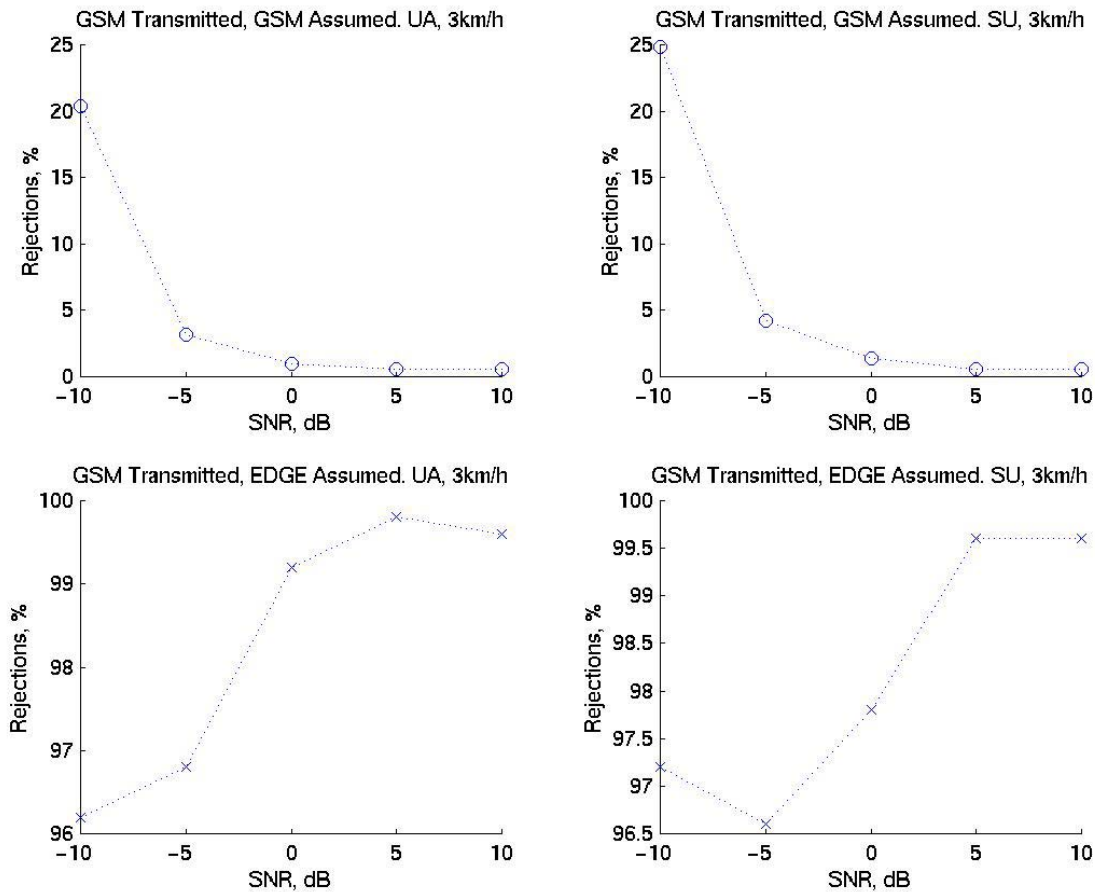 GSM Transmitted, GSM Assumed. UA, 3km/h
25
20
15
10
5
0
Rejections, %
-10 -5 0 5 10
SNR, dB
GSM Transmitted, GSM Assumed. SU, 3km/h
25
20
15
10
5
0
Rejections, %
-10 -5 0 5 10
SNR, dB
GSM Transmitted, EDGE Assumed. UA, 3km/h
100
99
98
97
96
Rejections, %
-10 -5 0 5 10
SNR, dB
GSM Transmitted, EDGE Assumed. SU, 3km/h
100
99.5
99
98.5
98
97.5
97
96.5
Rejections, %
-10 -5 0 5 10
SNR, dB